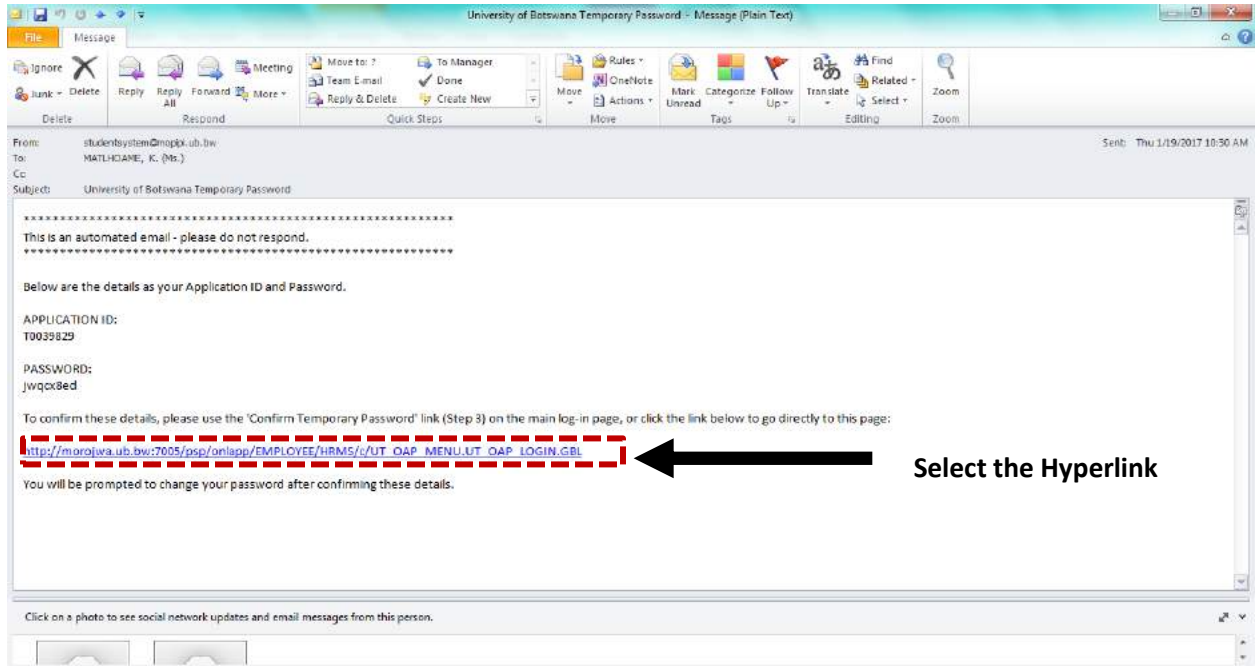 University of Botswana Temporary Password - Message (Plain Text)
File Message
Ignore
Junk
Delete
Reply
Reply All
Forward
Meeting
More
Move to: ?
Team E-mail
Reply & Delete
To Manager
Done
Create New
Move
Rules
OneNote
Actions
Mark Unread
Categorize
Follow Up
Translate
Find
Related
Select
Zoom
Delete Respond Quick Steps Move Tags Editing Zoom
From: studentsystem@mopipi.ub.bw Sent: Thu 1/19/2017 10:30 AM
To: MATLHOAME, K. (Ms.)
Cc
Subject: University of Botswana Temporary Password
This is an automated email - please do not respond.
Below are the details as your Application ID and Password.
APPLICATION ID:
T0039829
PASSWORD:
jwqcx8ed
To confirm these details, please use the 'Confirm Temporary Password' link (Step 3) on the main log-in page, or click the link below to go directly to this page:
http://morojwa.ub.bw:7005/psp/onlapp/EMPLOYEE/HRMS/c/UT_OAP_MENU.UT_OAP_LOGIN.GBL
Select the Hyperlink
You will be prompted to change your password after confirming these details.
Click on a photo to see social network updates and email messages from this person.